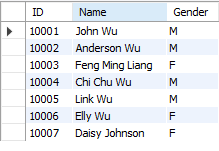 ID Name Gender
10001 John Wu M
10002 Anderson Wu M
10003 Feng Ming Liang F
10004 Chi Chu Wu M
10005 Link Wu M
10006 Elly Wu F
10007 Daisy Johnson F